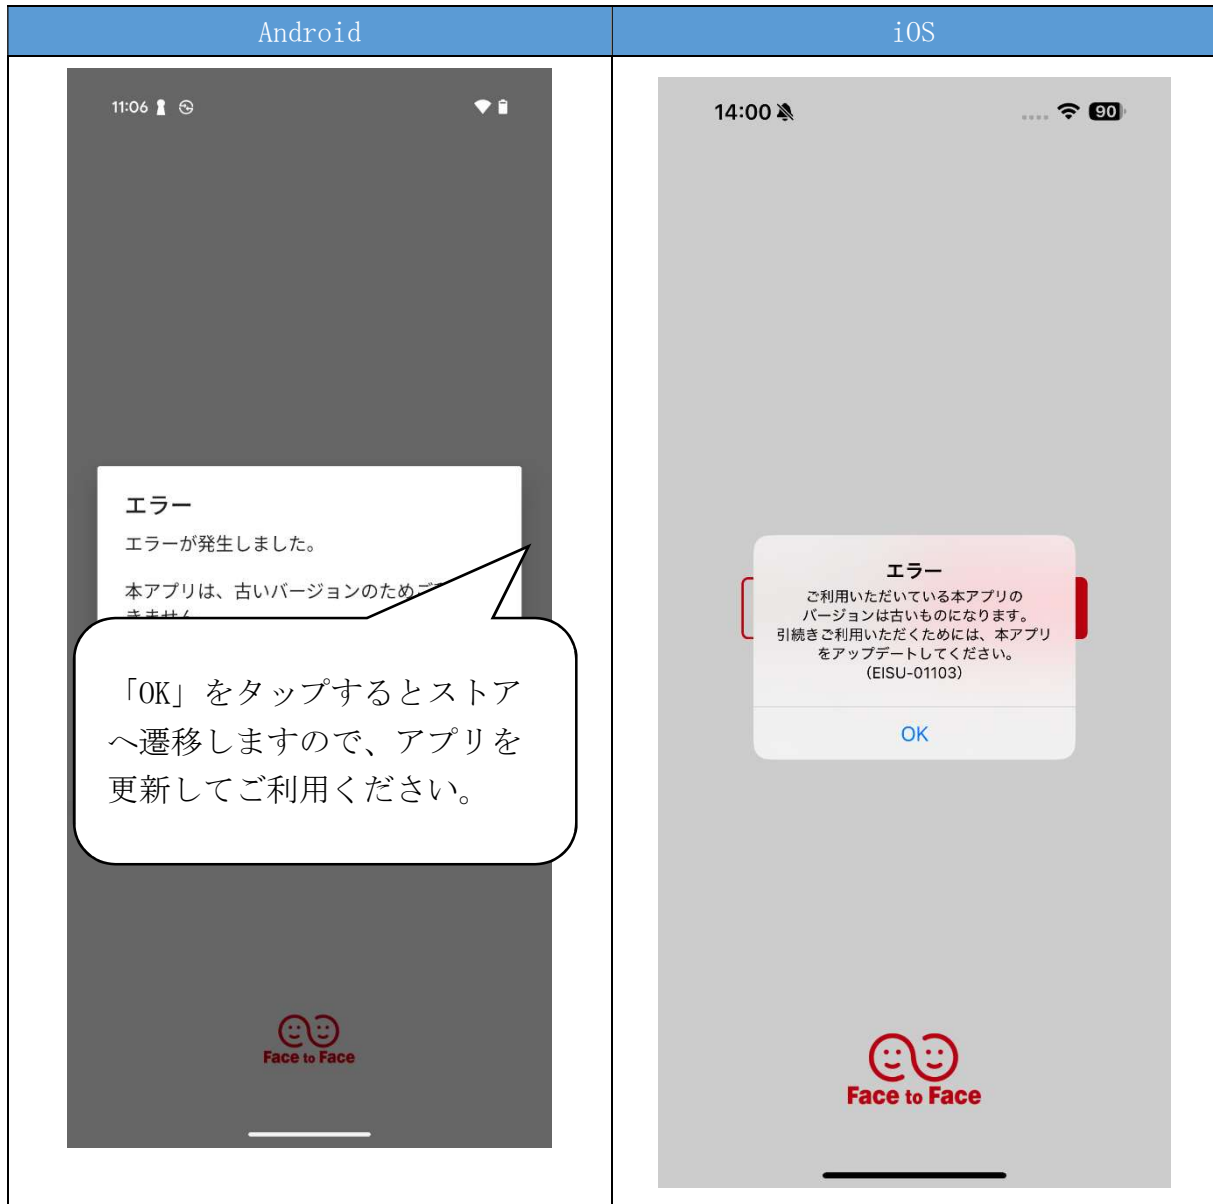 Android
iOS
11:06
エラー
エラーが発生しました。
本アプリは、古いバージョンのためご
きません
「OK」をタップするとストア
へ遷移しますので、アプリを
更新してご利用ください。
Face to Face
14:00
90
エラー
ご利用いただいている本アプリの
バージョンは古いものになります。
引続きご利用いただくためには、本アプリ
をアップデートしてください。
（EISU-01103）
OK
Face to Face